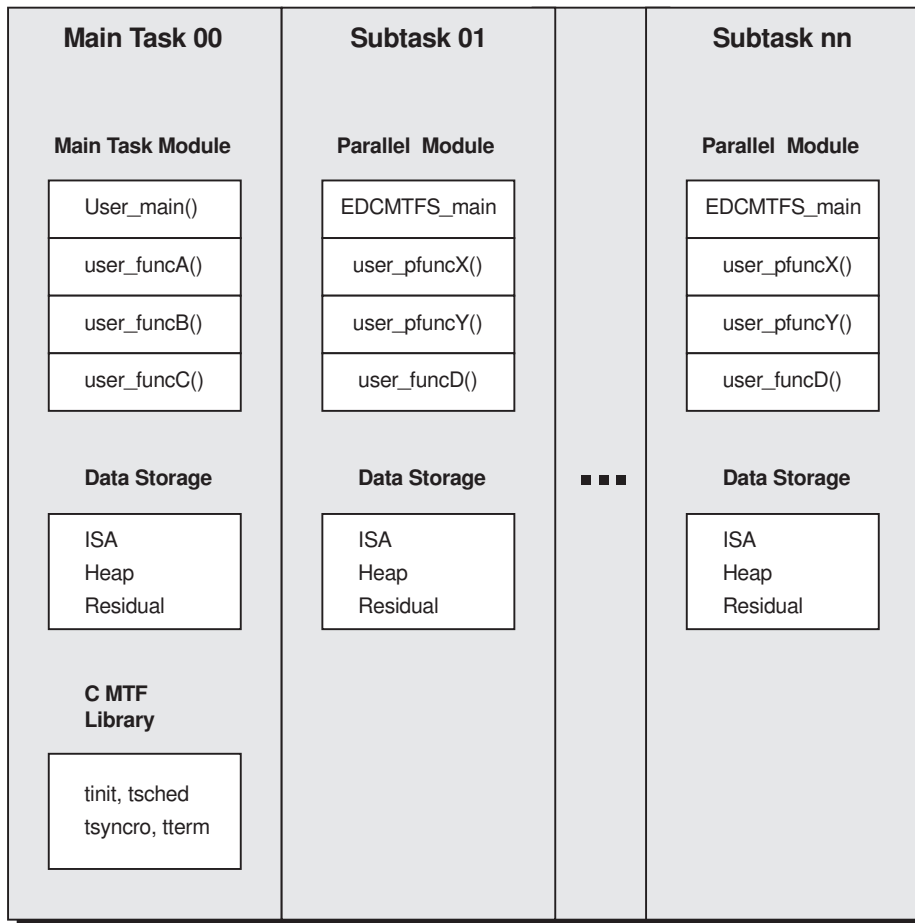 Main Task 00
Main Task Module
User_main()
user_funcA()
user_funcB()
user_funcC()
Data Storage
ISA
Heap
Residual
C MTF
Library
tinit, tsched
tsyncro, tterm
Subtask 01
Parallel Module
EDCMTFS_main
user_pfuncX()
user_pfuncY()
user_funcD()
Data Storage
ISA
Heap
Residual
Subtask nn
Parallel Module
EDCMTFS_main
user_pfuncX()
user_pfuncY()
user_funcD()
Data Storage
ISA
Heap
Residual